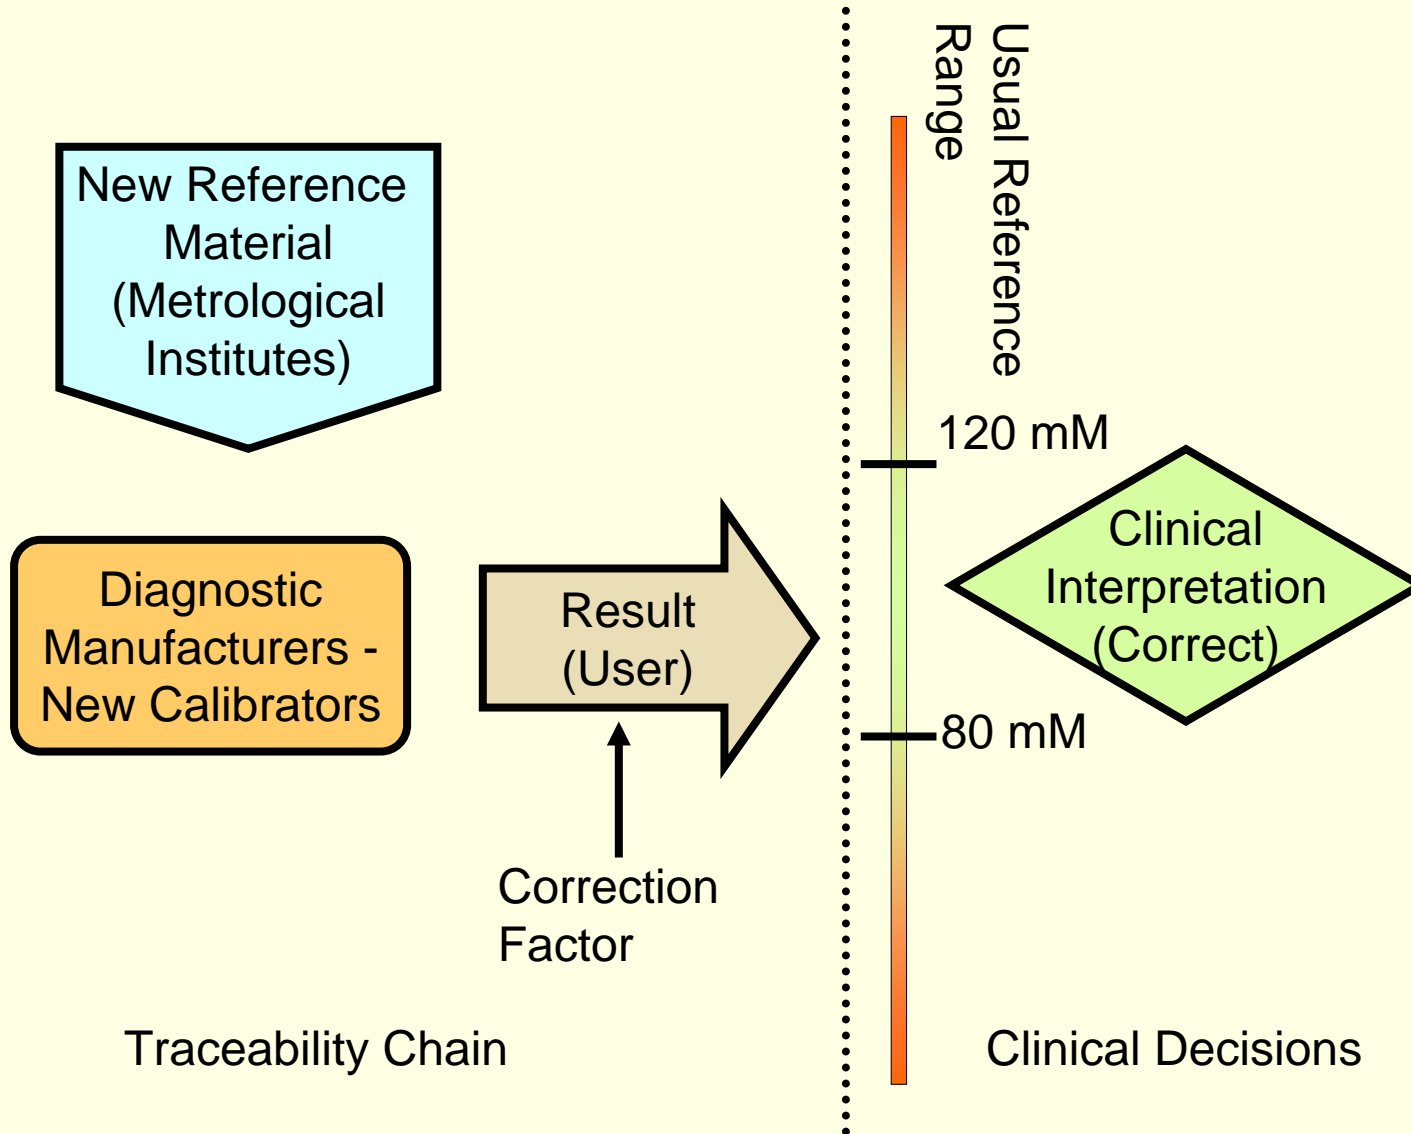 New Reference
Material
(Metrological
Institutes)
Diagnostic
Manufacturers -
New Calibrators
Result
(User)
Correction
Factor
Traceability Chain
Usual Reference
Range
120 mM
80 mM
Clinical
Interpretation
(Correct)
Clinical Decisions